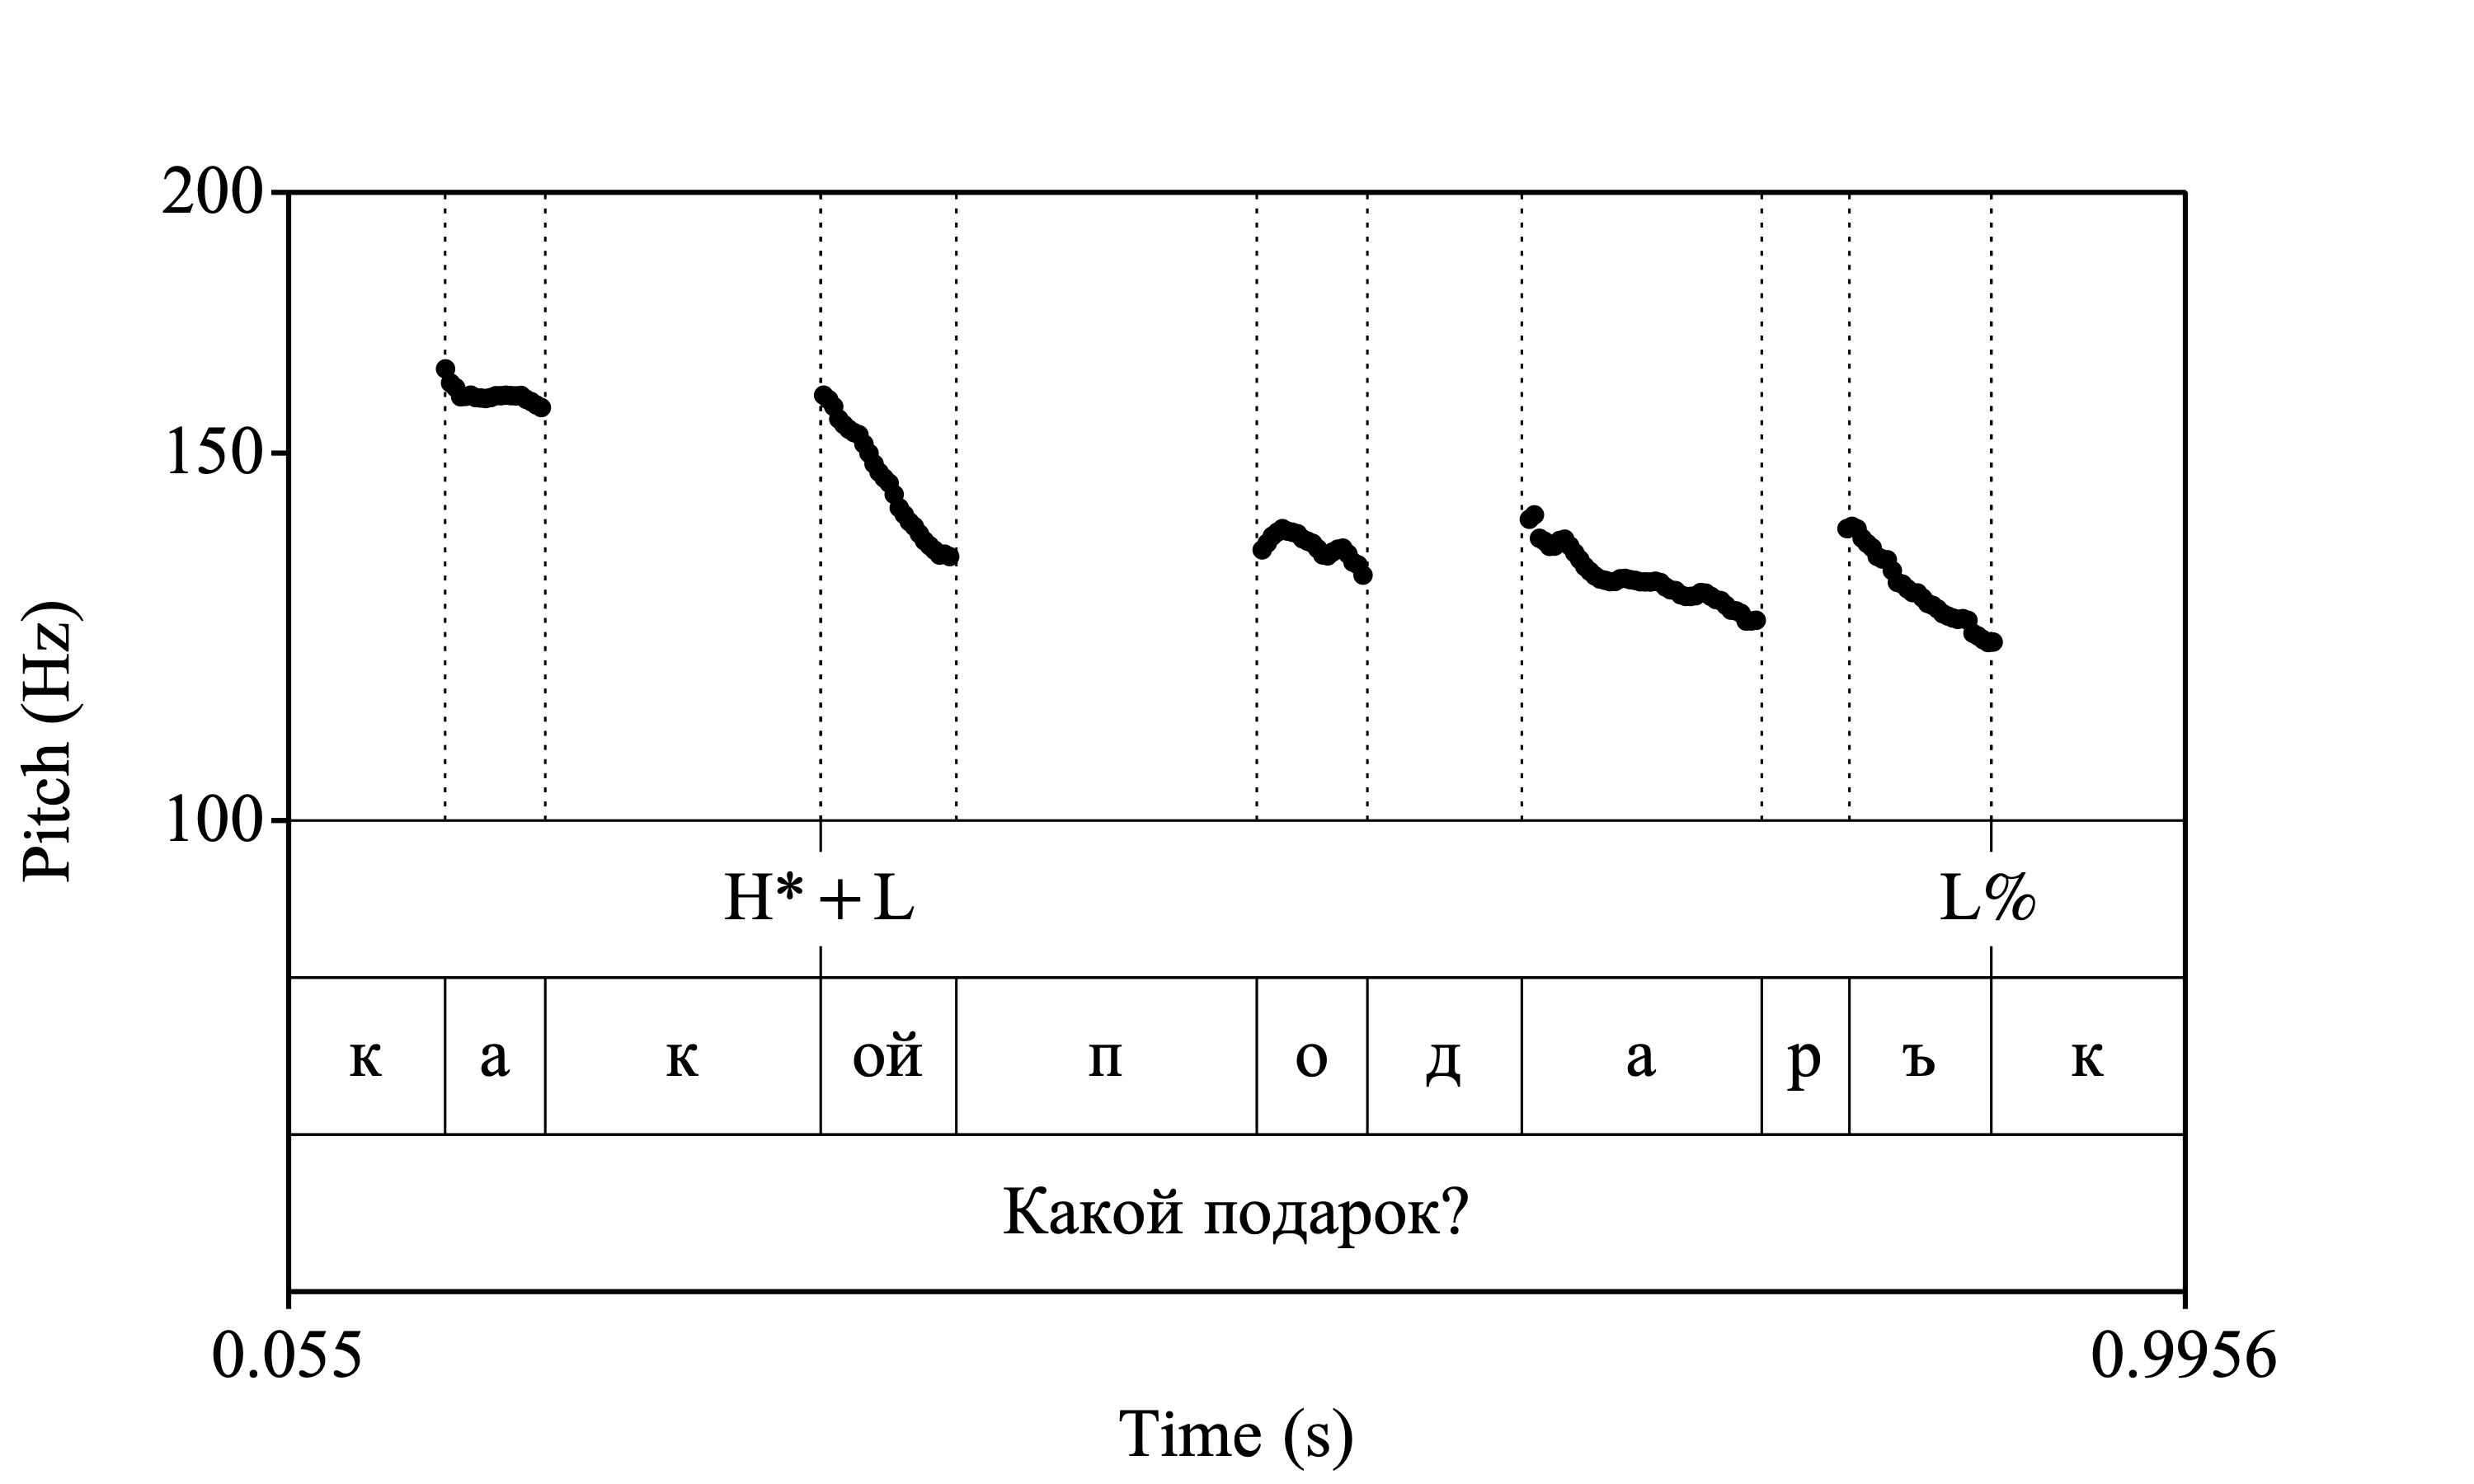 200
150
100
Pitch (Hz)
H*+L L%
к а к ой п о д а р ъ к
Какой подарок?
0.055 0.9956
Time (s)